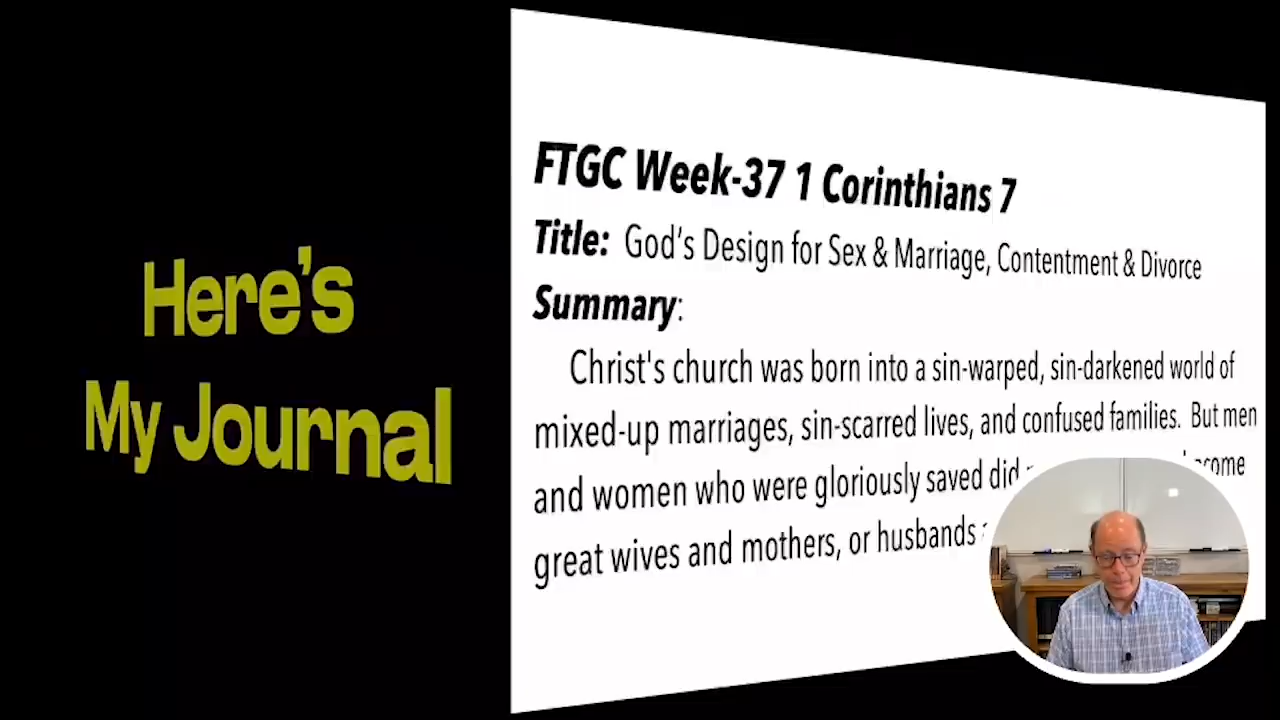 Here's
My Journal
FTGC Week-37 1 Corinthians 7
Title: God's Design for Sex & Marriage, Contentment & Divorce
Summary:
Christ's church was born into a sin-warped, sin-darkened world of
mixed-up marriages, sin-scarred lives, and confused families. But men
and women who were gloriously saved did
great wives and mothers, or husbands